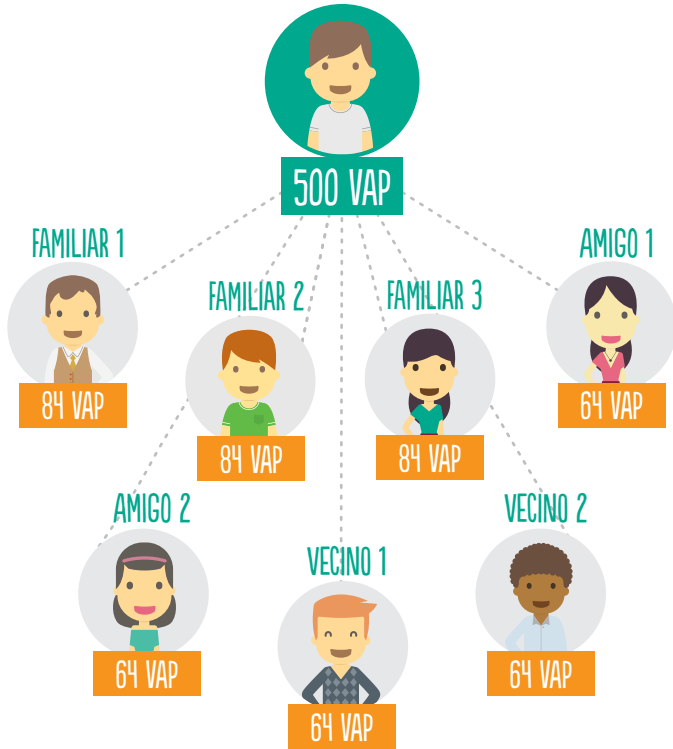 500 VAP
FAMILIAR 1
84 VAP
FAMILIAR 2
84 VAP
FAMILIAR 3
84 VAP
AMIGO 1
64 VAP
AMIGO 2
64 VAP
VECINO 1
64 VAP
VECINO 2
64 VAP